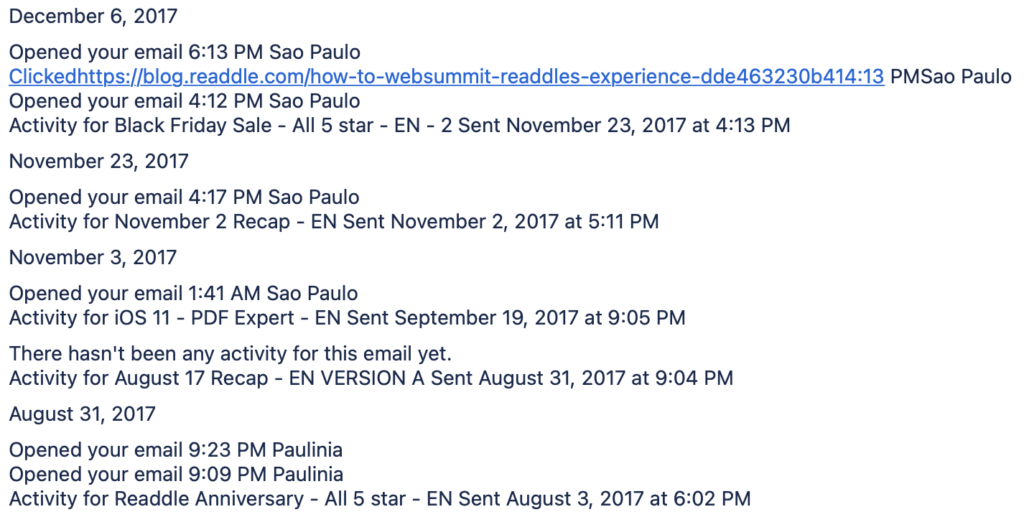 December 6, 2017
Opened your email 6:13 PM Sao Paulo
Clickedhttps://blog.readdle.com/how-to-websummit-readdles-experience-dde463230b414:13 PMSao Paulo
Opened your email 4:12 PM Sao Paulo
Activity for Black Friday Sale - All 5 star - EN - 2 Sent November 23, 2017 at 4:13 PM
November 23, 2017
Opened your email 4:17 PM Sao Paulo
Activity for November 2 Recap - EN Sent November 2, 2017 at 5:11 PM
November 3, 2017
Opened your email 1:41 AM Sao Paulo
Activity for iOS 11 - PDF Expert - EN Sent September 19, 2017 at 9:05 PM
There hasn't been any activity for this email yet.
Activity for August 17 Recap - EN VERSION A Sent August 31, 2017 at 9:04 PM
August 31, 2017
Opened your email 9:23 PM Paulinia
Opened your email 9:09 PM Paulinia
Activity for Readdle Anniversary - All 5 star - EN Sent August 3, 2017 at 6:02 PM